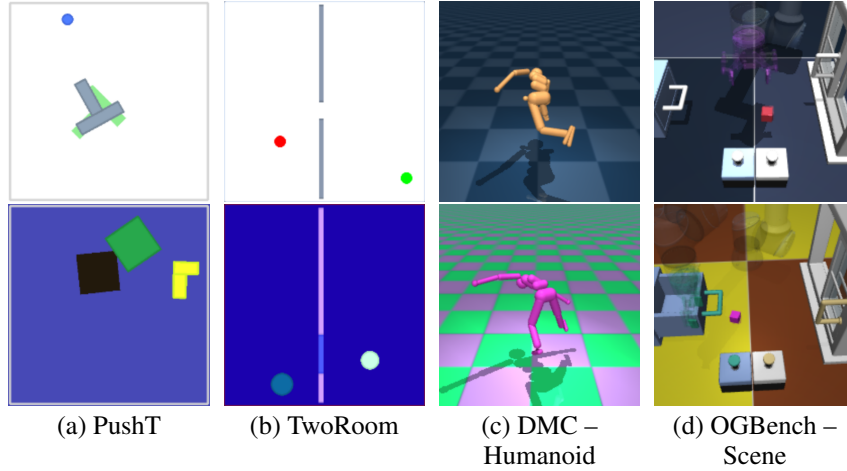 (a) PushT
(b) TwoRoom
(c) DMC –
Humanoid
(d) OGBench –
Scene